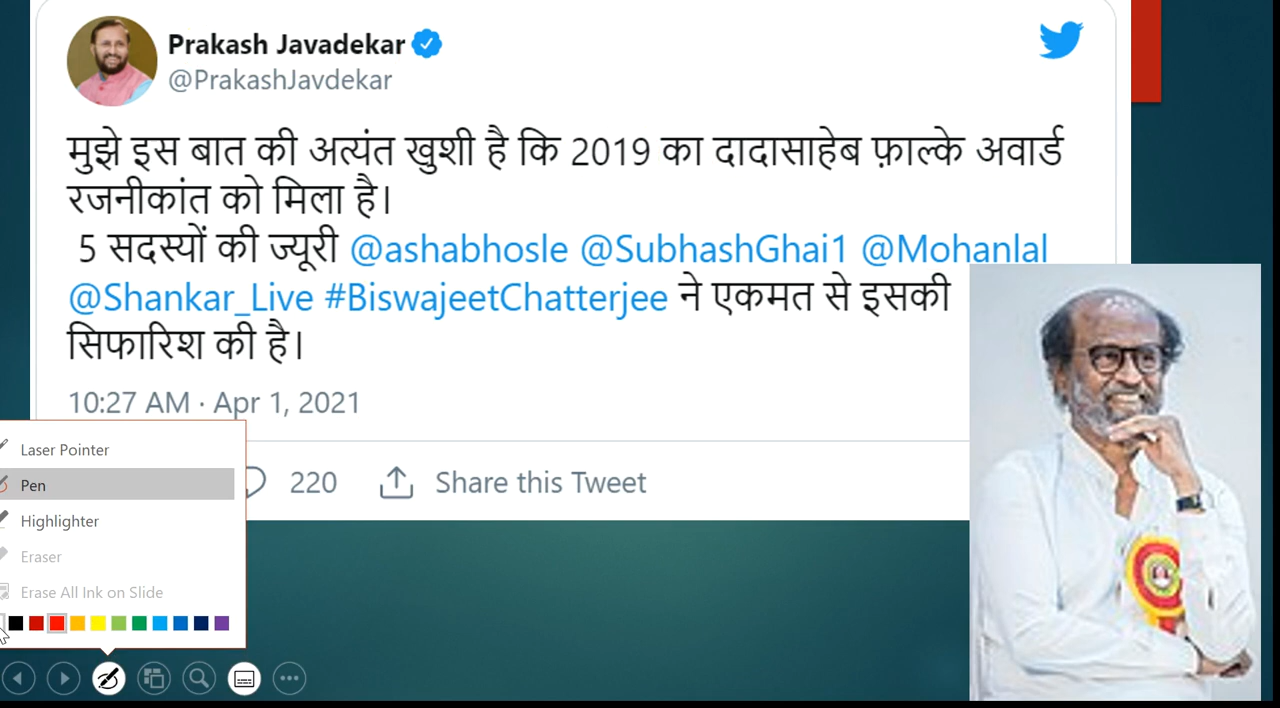 Prakash Javadekar
@PrakashJavdekar
मुझे इस बात की अत्यंत खुशी है कि 2019 का दादासाहेब फ़ाल्के अवार्ड
रजनीकांत को मिला है।
5 सदस्यों की ज्यूरी @ashabhosle @SubhashGhai1 @Mohanlal
@Shankar_Live #BiswajeetChatterjee ने एकमत से इसकी
सिफारिश की है।
10:27 AM · Apr 1, 2021
220 Share this Tweet
Laser Pointer
Pen
Highlighter
Eraser
Erase All Ink on Slide